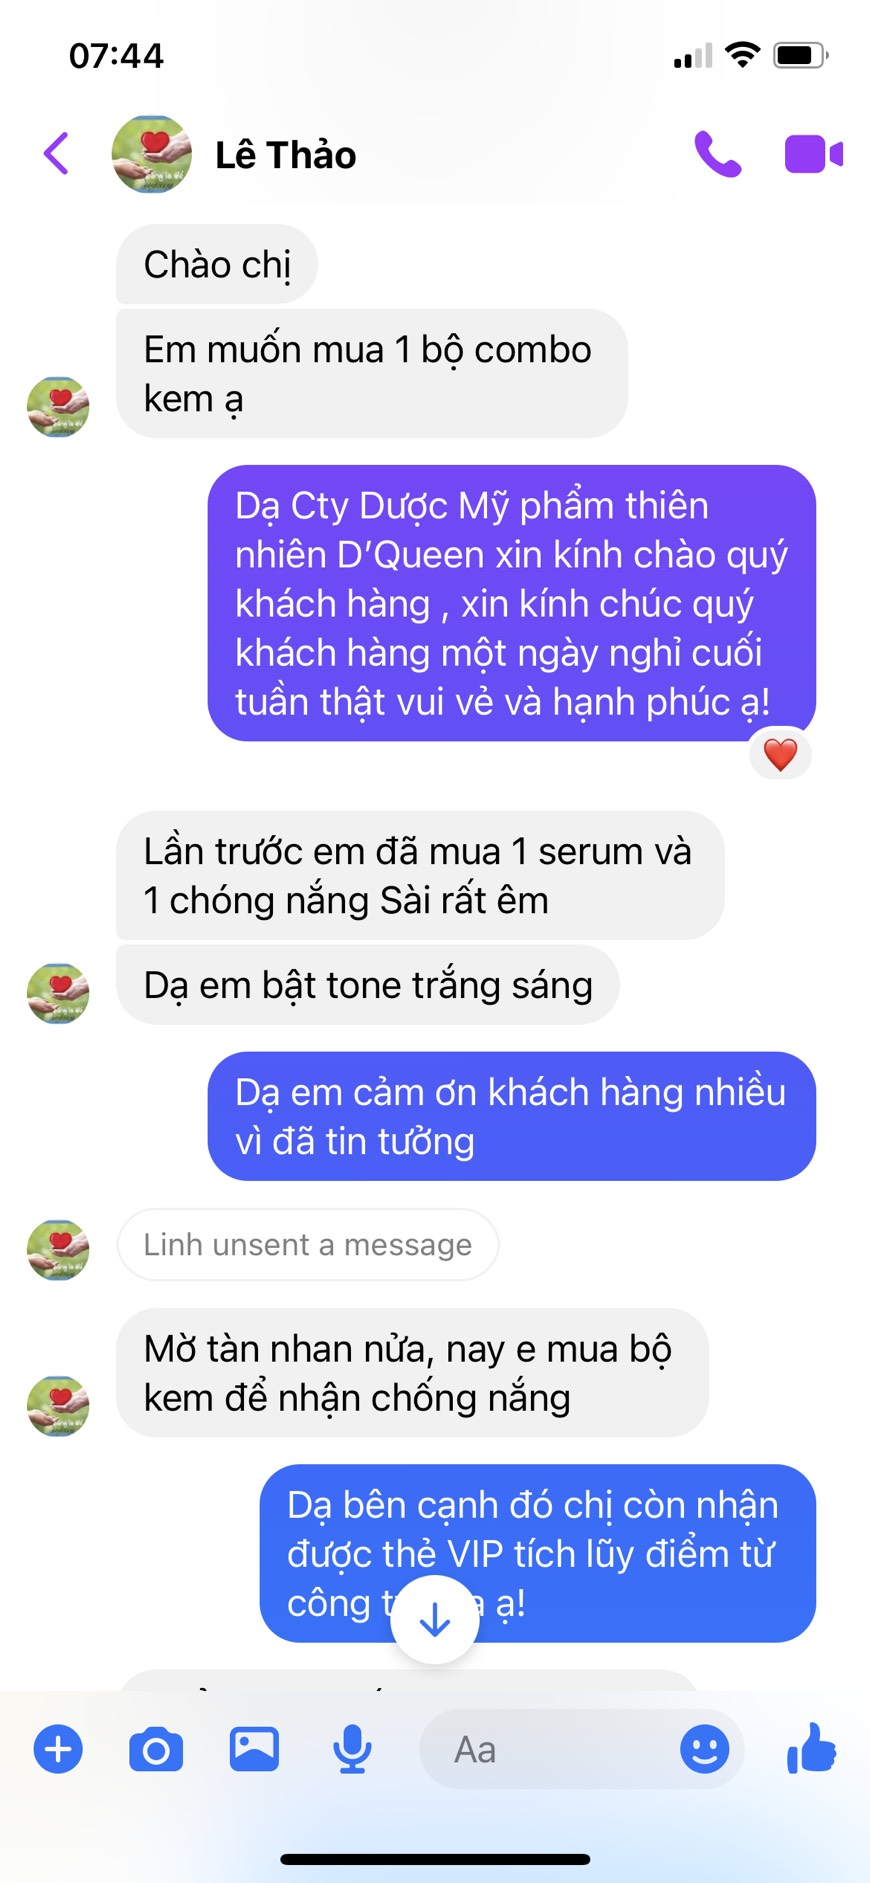 07:44
Lê Thảo
Chào chị
Em muốn mua 1 bộ combo
kem ạ
Dạ Cty Dược Mỹ phẩm thiên
nhiên D'Queen xin kính chào quý
khách hàng , xin kính chúc quý
khách hàng một ngày nghỉ cuối
tuần thật vui vẻ và hạnh phúc ạ!
Lần trước em đã mua 1 serum và
1 chóng nắng Sài rất êm
Dạ em bật tone trắng sáng
Dạ em cảm ơn khách hàng nhiều
vì đã tin tưởng
Linh unsent a message
Mờ tàn nhan nửa, nay e mua bộ
kem để nhận chống nắng
Dạ bên cạnh đó chị còn nhận
được thẻ VIP tích lũy điểm từ
công ạ!
Aa